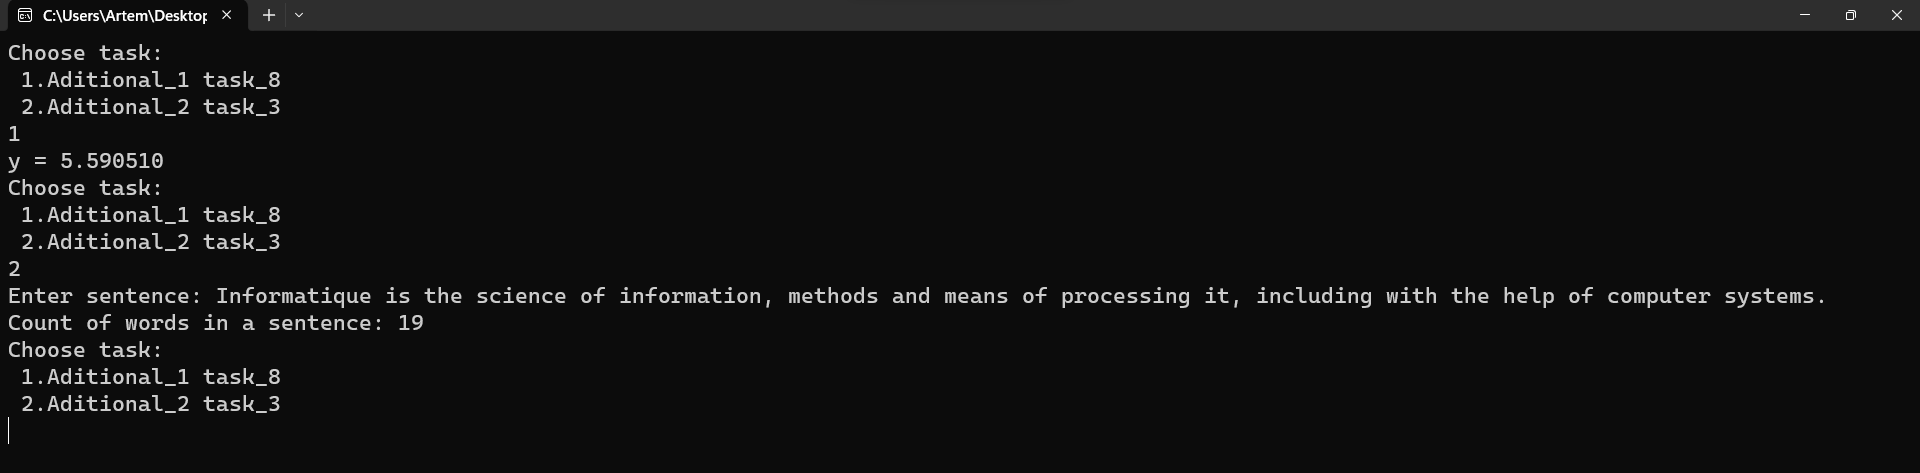 C:\Users\Artem\Desktop
Choose task:
1.Aditional_1 task_8
2.Aditional_2 task_3
1
y = 5.590510
Choose task:
1.Aditional_1 task_8
2.Aditional_2 task_3
2
Enter sentence: Informatique is the science of information, methods and means of processing it, including with the help of computer systems.
Count of words in a sentence: 19
Choose task:
1.Aditional_1 task_8
2.Aditional_2 task_3